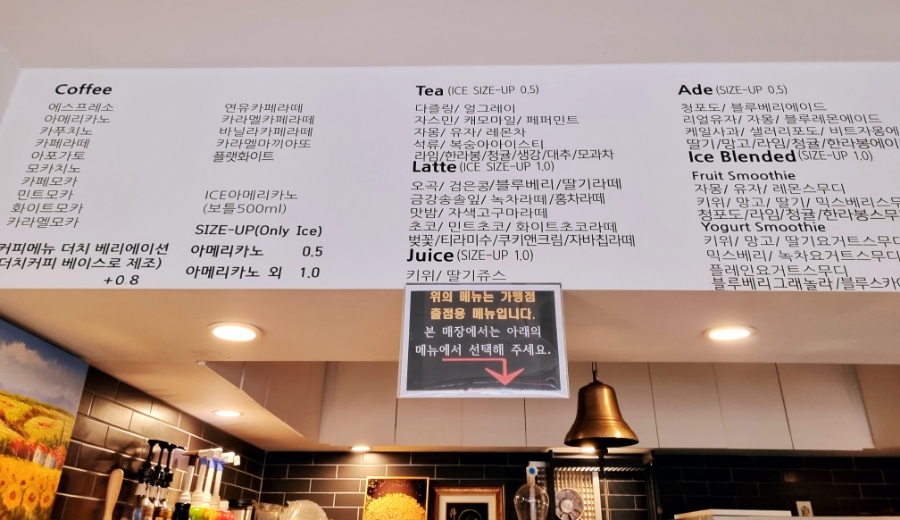 Coffee
에스프레소
아메리카노
카푸치노
카페라떼
아포가토
모카치노
카페모카
민트모카
화이트모카
카라멜모카
커피메뉴 더치 베리에이션
더치커피 베이스로 제조)
+0.8
연유카페라떼
카라멜카페라떼
바닐라카페라떼
카라멜마끼아또
플랫화이트
ICE아메리카노
(보틀500ml)
SIZE-UP(Only Ice)
아메리카노 0.5
아메리카노 외 1.0
Tea (ICE SIZE-UP 0.5)
다즐링/ 얼그레이
자스민/ 캐모마일/ 페퍼민트
자몽/ 유자/ 레몬차
석류/ 복숭아아이스티
라임/한라봉/청귤/생강/대추/모과차
Latte (ICE SIZE-UP 1.0)
오곡/ 검은콩/블루베리/딸기라떼
금강송솔잎/ 녹차라떼/홍차라떼
맛밤/ 자색고구마라떼
초코/ 민트초코/ 화이트초코라떼
벚꽃/티라미수/쿠키앤크림/자바칩라떼
Juice (SIZE-UP 1.0)
키위/ 딸기쥬스
Ade (SIZE-UP 0.5)
청포도/ 블루베리에이드
리얼유자/ 자몽/ 블루레몬에이드
케일사과/ 샐러리포도/ 비트자몽에이
딸기/망고/라임/청귤/한라봉에이
Ice Blended (SIZE-UP 1.0)
Fruit Smoothie
자몽/ 유자/ 레몬스무디
키위/ 망고/ 딸기/ 믹스베리스무
청포도/라임/청귤/한라봉스무
Yogurt Smoothie
키위/ 망고/ 딸기요거트스무디
믹스베리/ 녹차요거트스무디
플레인요거트스무디
블루베리그래놀라/블루스카
위의 메뉴는 가맹점
출점용 메뉴입니다.
본 매장에서는 아래의
메뉴에서 선택해 주세요.